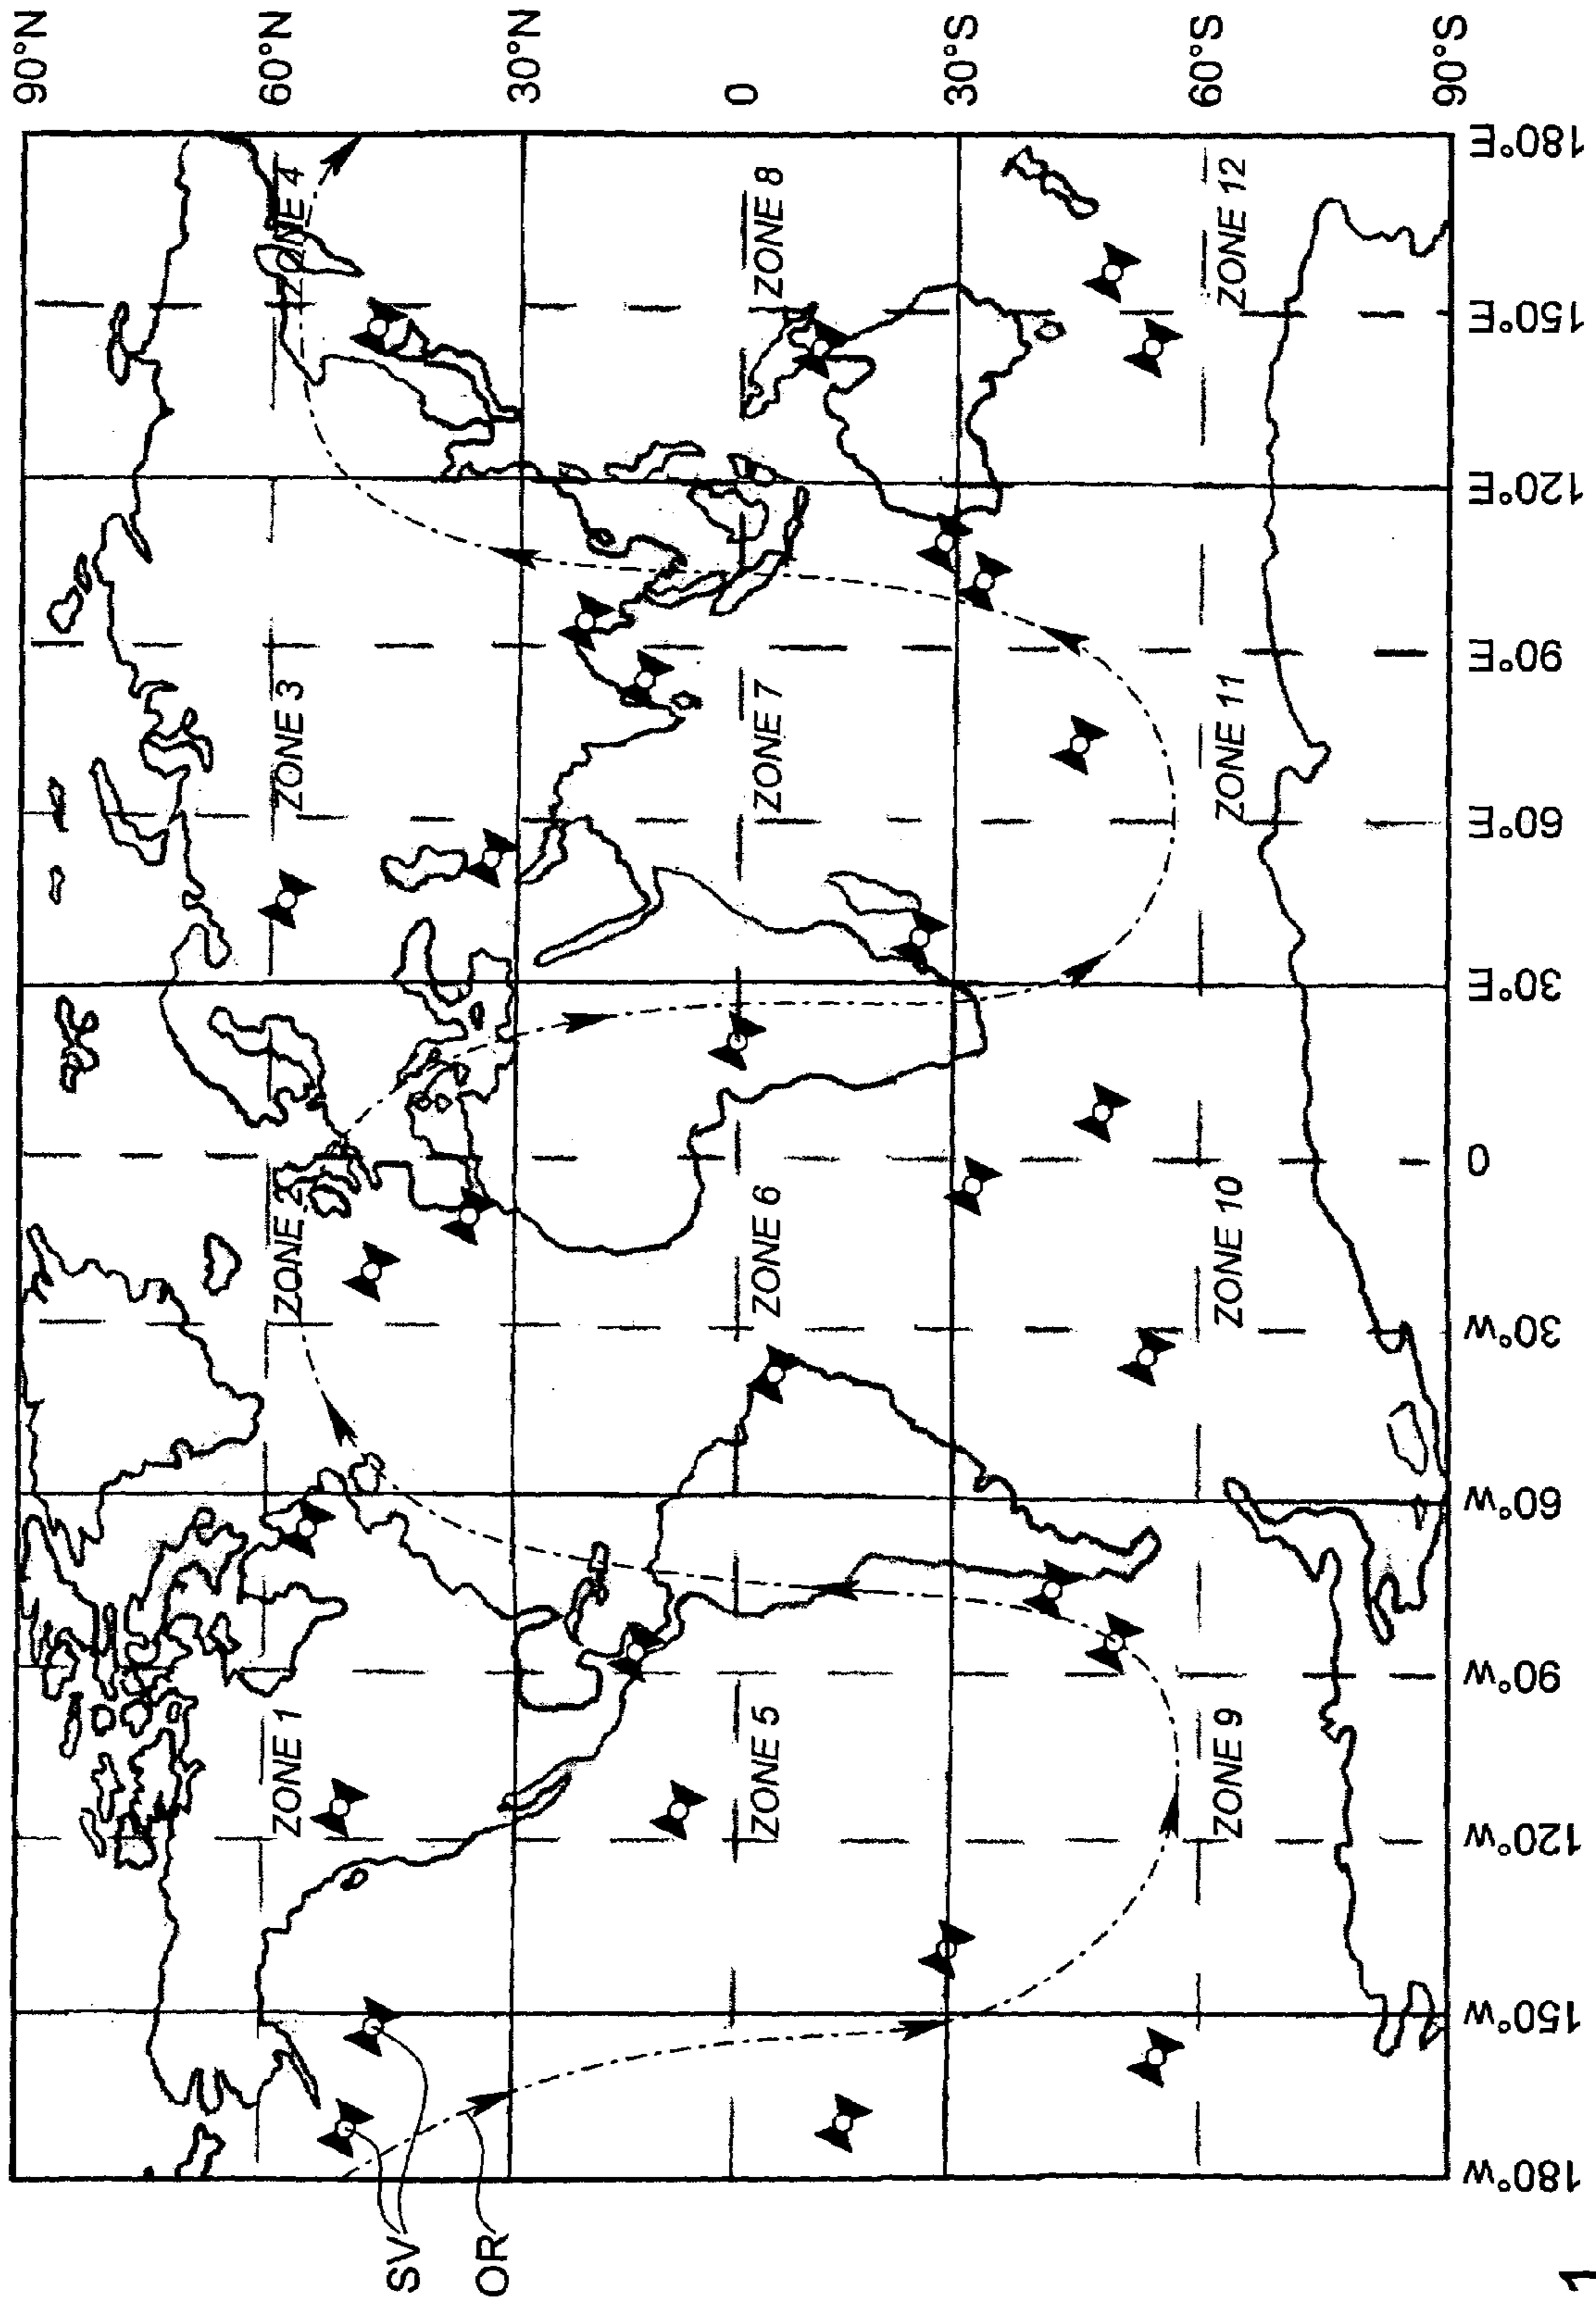 90°N
60°N
30°N
0
30°S
60°S
90°S
ZONE 1
ZONE 2
ZONE 3
ZONE 4
ZONE 5
ZONE 6
ZONE 7
ZONE 8
ZONE 9
ZONE 10
ZONE 11
ZONE 12
180°W
150°W
120°W
90°W
60°W
30°W
0
30°E
60°E
90°E
120°E
150°E
180°E
SV
OR
1